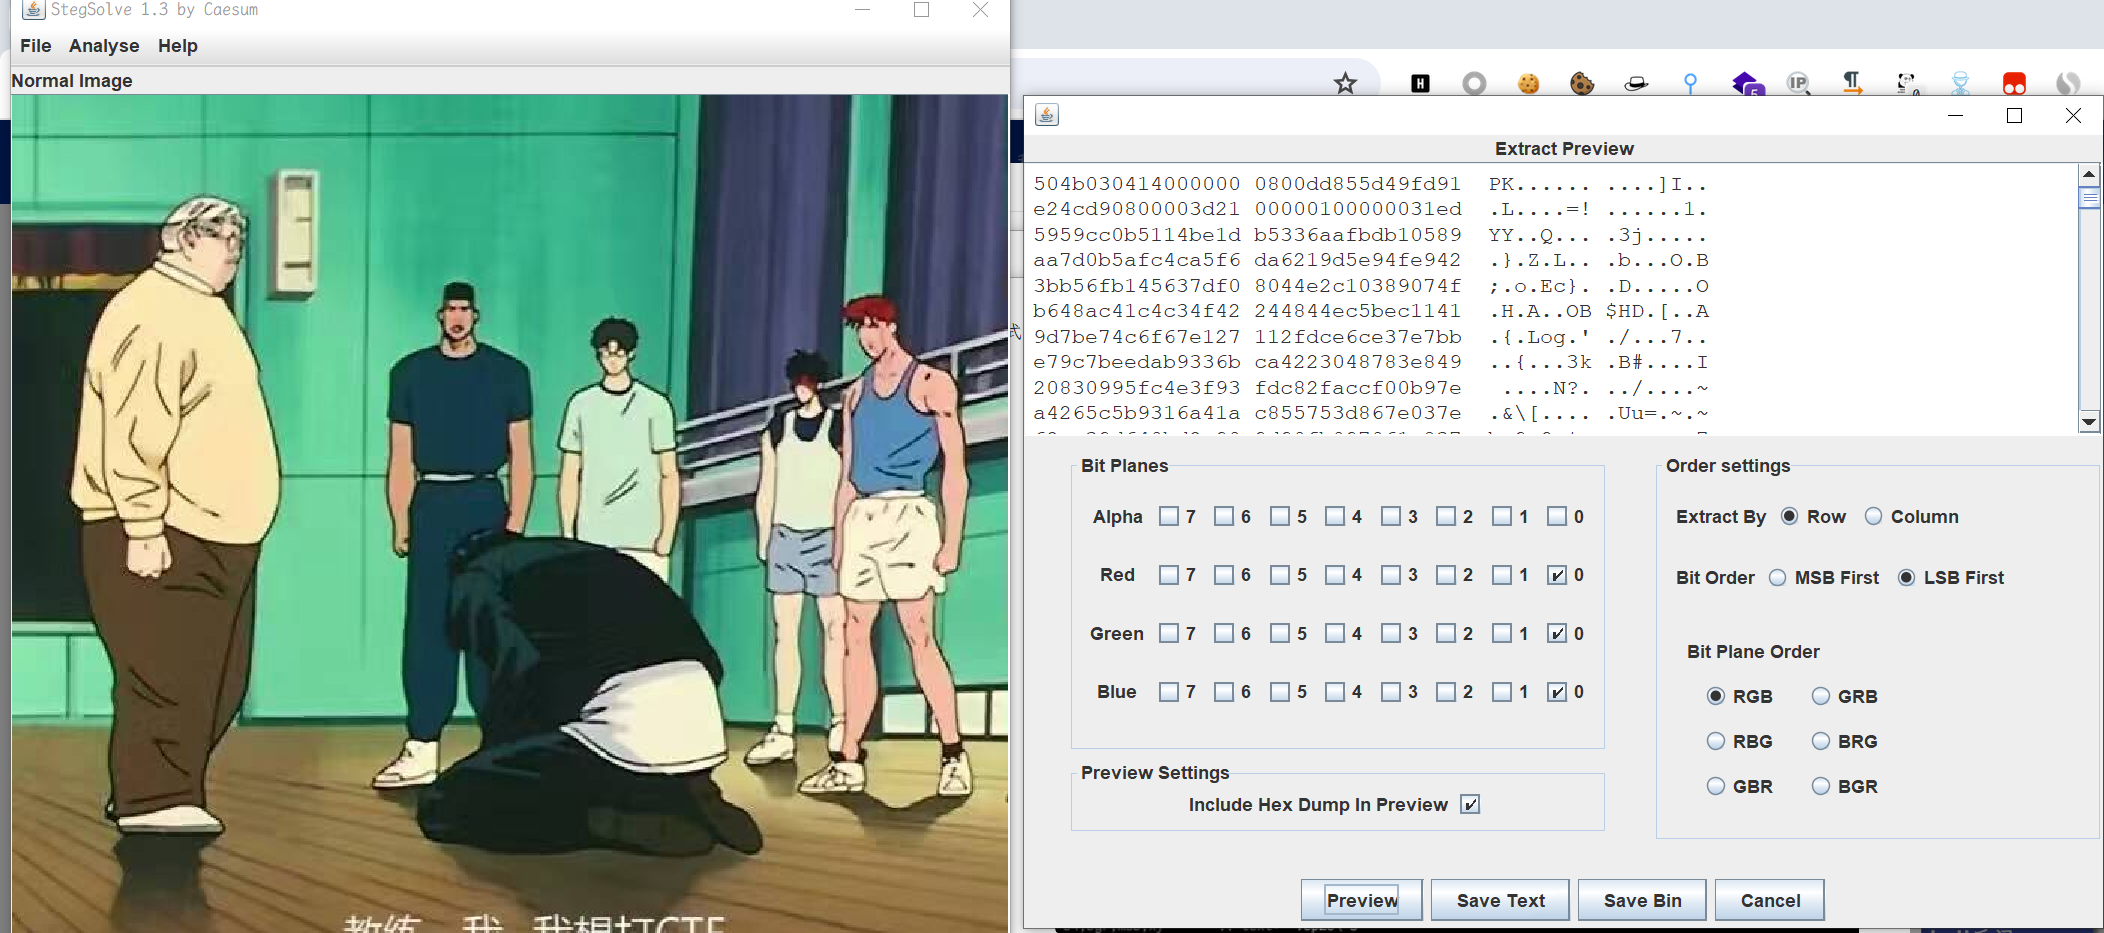 StegSolve 1.3 by Caesum
File Analyse Help
Normal Image
Extract Preview
504b030414000000 0800dd855d49fd91 PK...... ....]I..
e24cd90800003d21 00000100000031ed .L....=! ......1.
5959cc0b5114be1d b5336aafbdb10589 YY..Q... .3j.....
aa7d0b5afc4ca5f6 da6219d5e94fe942 .}.Z.L.. .b...O.B
3bb56fb145637df0 8044e2c10389074f ;.o.Ec}. .D.....O
b648ac41c4c34f42 244844ec5bec1141 .H.A..OB $HD.[..A
9d7be74c6f67e127 112fdce6ce37e7bb .{.Log.' ./...7..
e79c7beedab9336b ca4223048783e849 ..{...3k .B#....I
20830995fc4e3f93 fdc82faccf00b97e ....N?. ../....~
a4265c5b9316a41a c855753d867e037e .&\[.... .Uu=.~.~
Bit Planes
Alpha 7 6 5 4 3 2 1 0
Red 7 6 5 4 3 2 1 0
Green 7 6 5 4 3 2 1 0
Blue 7 6 5 4 3 2 1 0
Preview Settings
Include Hex Dump In Preview
Order settings
Extract By Row Column
Bit Order MSB First LSB First
Bit Plane Order
RGB GRB
RBG BRG
GBR BGR
Preview Save Text Save Bin Cancel
教练 我 我想打CTF